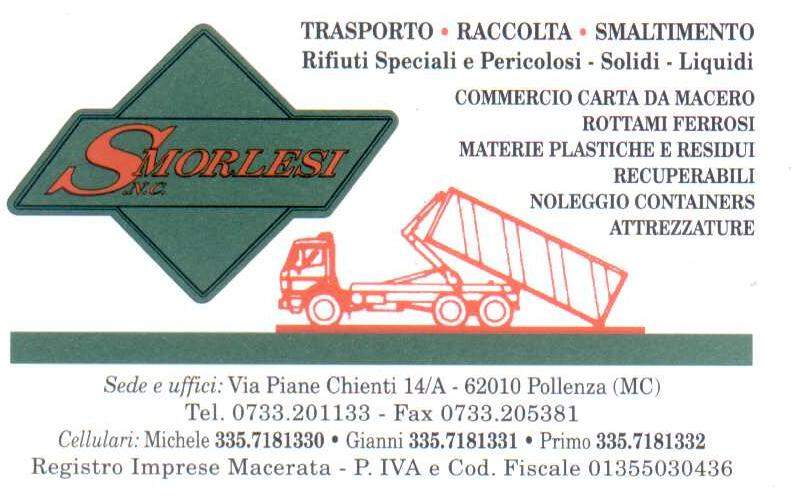 TRASPORTO • RACCOLTA • SMALTIMENTO
Rifiuti Speciali e Pericolosi - Solidi - Liquidi
COMMERCIO CARTA DA MACERO
ROTTAMI FERROSI
MATERIE PLASTICHE E RESIDUI
RECUPERABILI
NOLEGGIO CONTAINERS
ATTREZZATURE
SMORLESI
S.N.C.
Sede e uffici: Via Piane Chienti 14/A - 62010 Pollenza (MC)
Tel. 0733.201133 - Fax 0733.205381
Cellulari: Michele 335.7181330 • Gianni 335.7181331 • Primo 335.7181332
Registro Imprese Macerata - P. IVA e Cod. Fiscale 01355030436